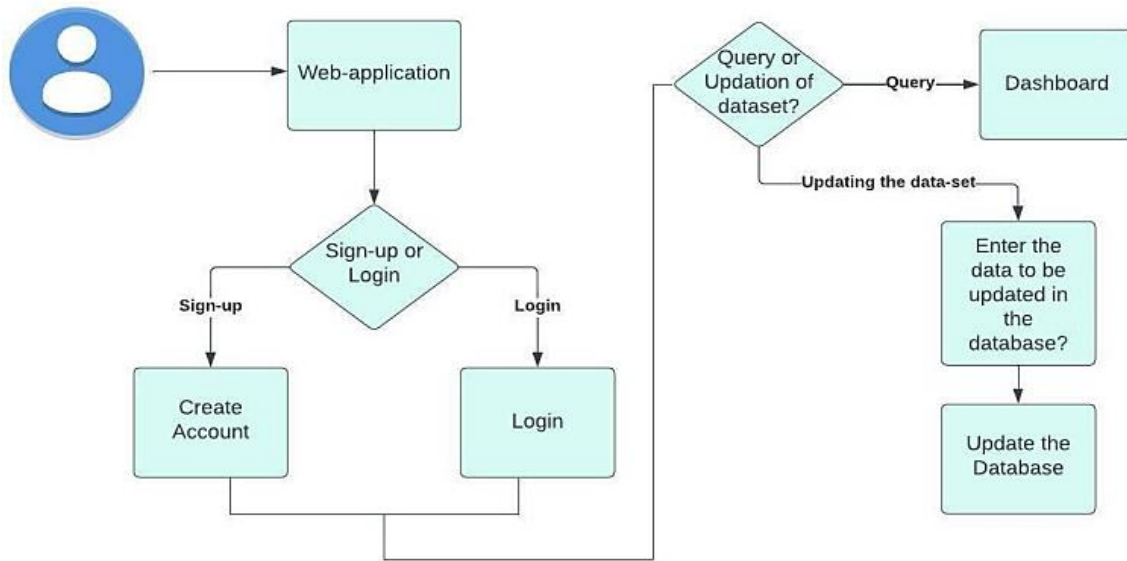 Web-application
Sign-up or
Login
Sign-up
Login
Create
Account
Login
Query or
Updation of
dataset?
Query
Dashboard
Updating the data-set
Enter the
data to be
updated in
the
database?
Update the
Database